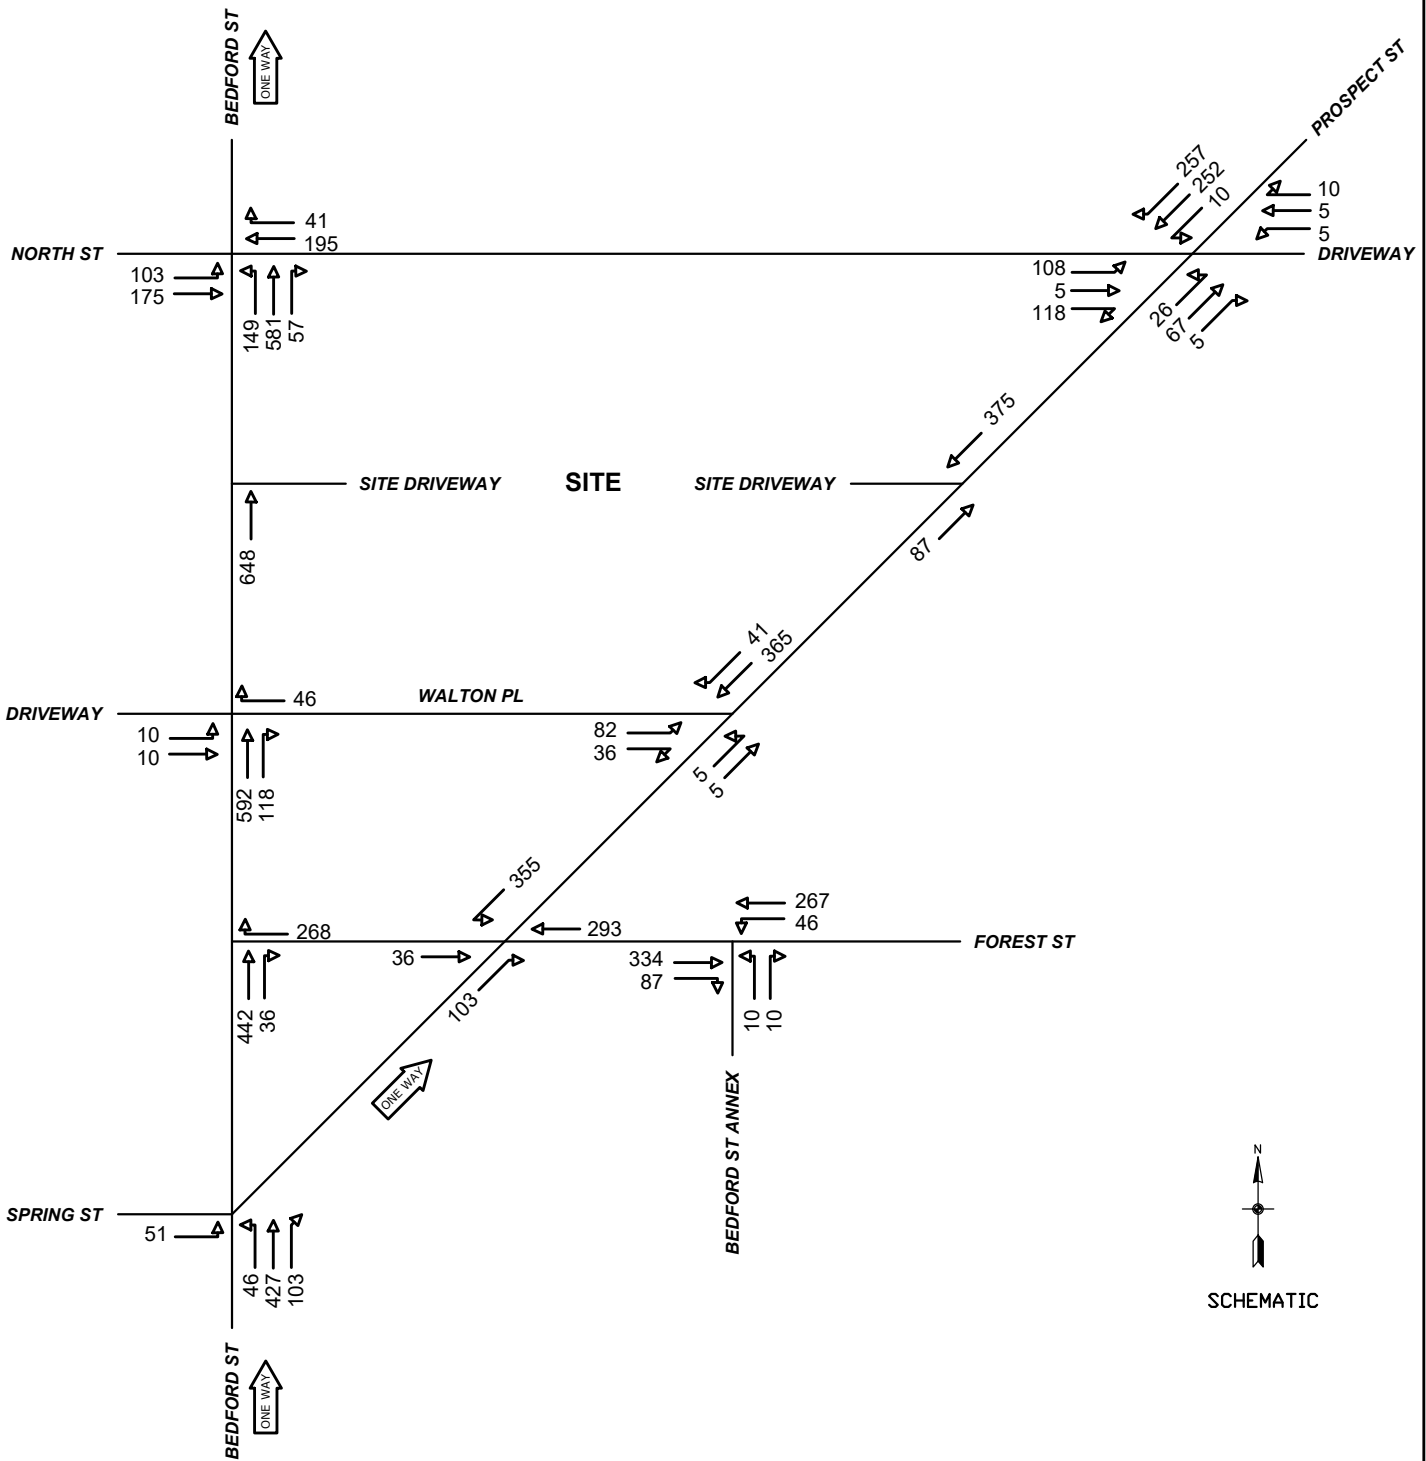 BEDFORD ST
ONE WAY
PROSPECT ST
257
252
10
10
5
5
41
195
NORTH ST
DRIVEWAY
103
175
149
581
57
108
5
118
26
67
5
375
SITE DRIVEWAY
SITE
SITE DRIVEWAY
87
648
41
365
46
WALTON PL
DRIVEWAY
10
10
82
36
5
5
592
118
355
267
46
268
293
FOREST ST
36
334
87
103
442
36
10
10
ONE WAY
BEDFORD ST ANNEX
N
SPRING ST
51
46
427
103
SCHEMATIC
BEDFORD ST
ONE WAY